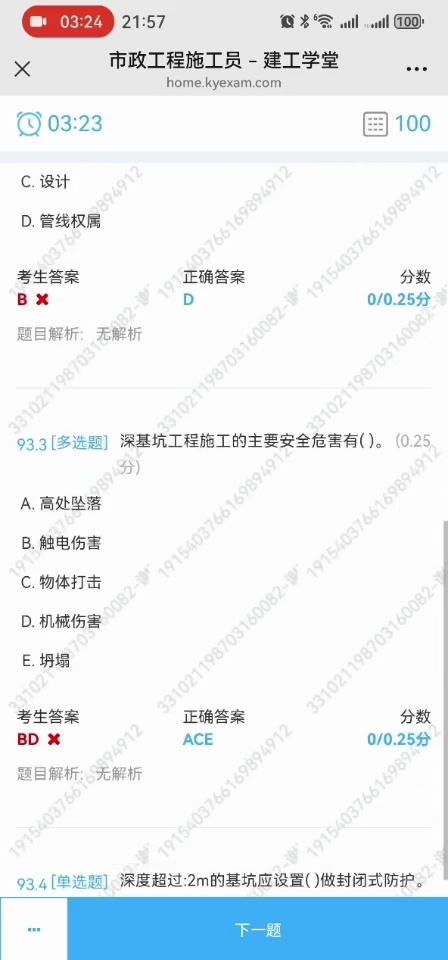 03:24 21:57 6 100
市政工程施工员 – 建工学堂
home.kyexam.com
03:23 100
C. 设计
D. 管线权属
考生答案 正确答案 分数
B ✖ D 0/0.25分
题目解析: 无解析
93.3 [多选题] 深基坑工程施工的主要安全危害有( )。 (0.25
分)
A. 高处坠落
B. 触电伤害
C. 物体打击
D. 机械伤害
E. 坍塌
考生答案 正确答案 分数
BD ✖ ACE 0/0.25分
题目解析: 无解析
93.4 [单选题] 深度超过:2m的基坑应设置( )做封闭式防护。
下一题
331021198703160082-
1915403766169894912